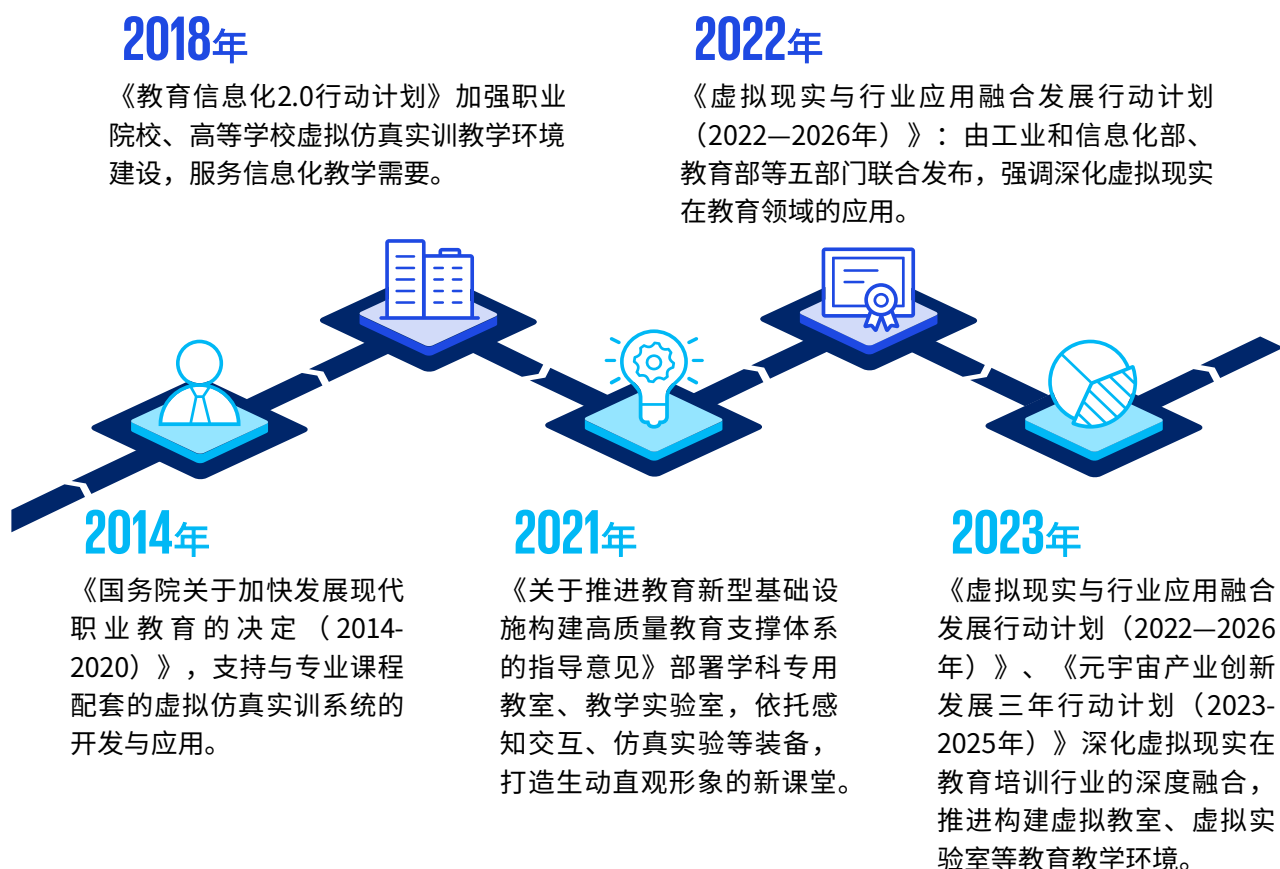 2018年
《教育信息化2.0行动计划》加强职业
院校、高等学校虚拟仿真实训教学环境
建设，服务信息化教学需要。
2022年
《虚拟现实与行业应用融合发展行动计划
（2022—2026年）》：由工业和信息化部、
教育部等五部门联合发布，强调深化虚拟现实
在教育领域的应用。
2014年
《国务院关于加快发展现代
职业教育的决定（2014-
2020）》，支持与专业课程
配套的虚拟仿真实训系统的
开发与应用。
2021年
《关于推进教育新型基础设
施构建高质量教育支撑体系
的指导意见》部署学科专用
教室、教学实验室，依托感
知交互、仿真实验等装备，
打造生动直观形象的新课堂。
2023年
《虚拟现实与行业应用融合
发展行动计划（2022—2026
年）》、《元宇宙产业创新
发展三年行动计划（2023-
2025年）》深化虚拟现实在
教育培训行业的深度融合，
推进构建虚拟教室、虚拟实
验室等教育教学环境。